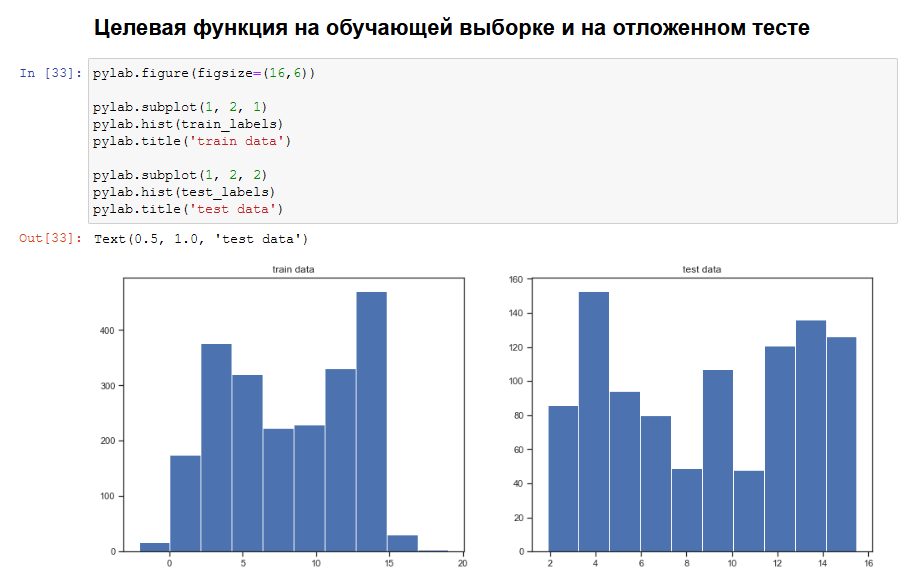 Целевая функция на обучающей выборке и на отложенном тесте
In [33]: pylab.figure(figsize=(16,6))
pylab.subplot(1, 2, 1)
pylab.hist(train_labels)
pylab.title('train data')
pylab.subplot(1, 2, 2)
pylab.hist(test_labels)
pylab.title('test data')
Out[33]: Text(0.5, 1.0, 'test data')
train data
400
300
200
100
0
0 5 10 15 20
test data
160
140
120
100
80
60
40
20
0
2 4 6 8 10 12 14 16